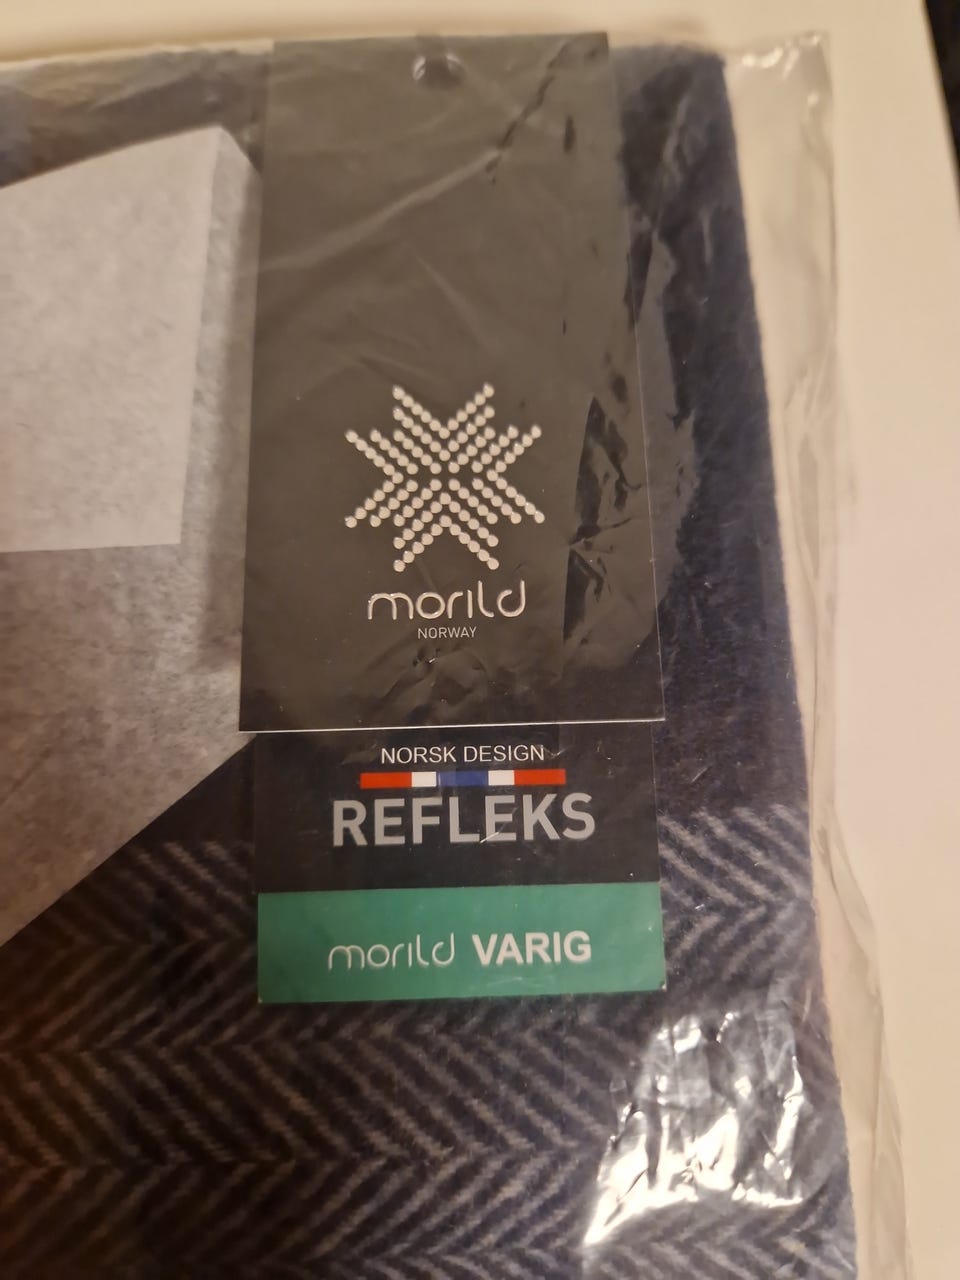 morild
NORWAY
NORSK DESIGN
REFLEKS
morild VARIG